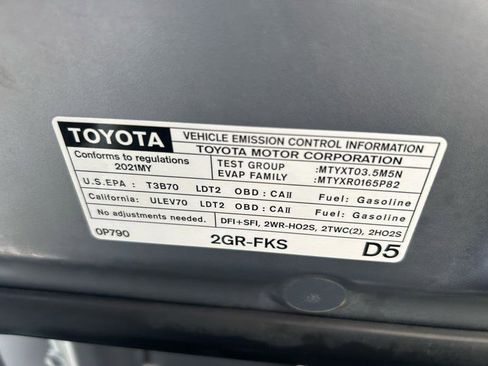 TOYOTA VEHICLE EMISSION CONTROL INFORMATION
TOYOTA MOTOR CORPORATION
Conforms to regulations
2021MY
TEST GROUP :MTYXT03.5M5N
EVAP FAMILY :MTYXR0165P82
U.S.EPA : T3B70 LDT2 OBD : CAII Fuel: Gasoline
California: ULEV70 LDT2 OBD : CAII Fuel: Gasoline
No adjustments needed. DFI+SFI, 2WR-HO2S, 2TWC(2), 2HO2S
0P790 2GR-FKS D5